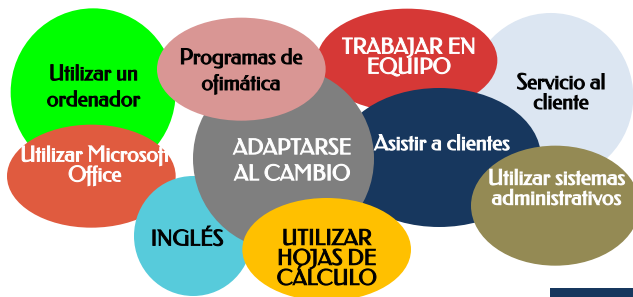 Utilizar un
ordenador
Programas de
ofimática
TRABAJAR EN
EQUIPO
Servicio al
cliente
Utilizar Microsoft
Office
ADAPTARSE
AL CAMBIO
Asistir a clientes
Utilizar sistemas
administrativos
INGLÉS
UTILIZAR
HOJAS DE
CÁLCULO